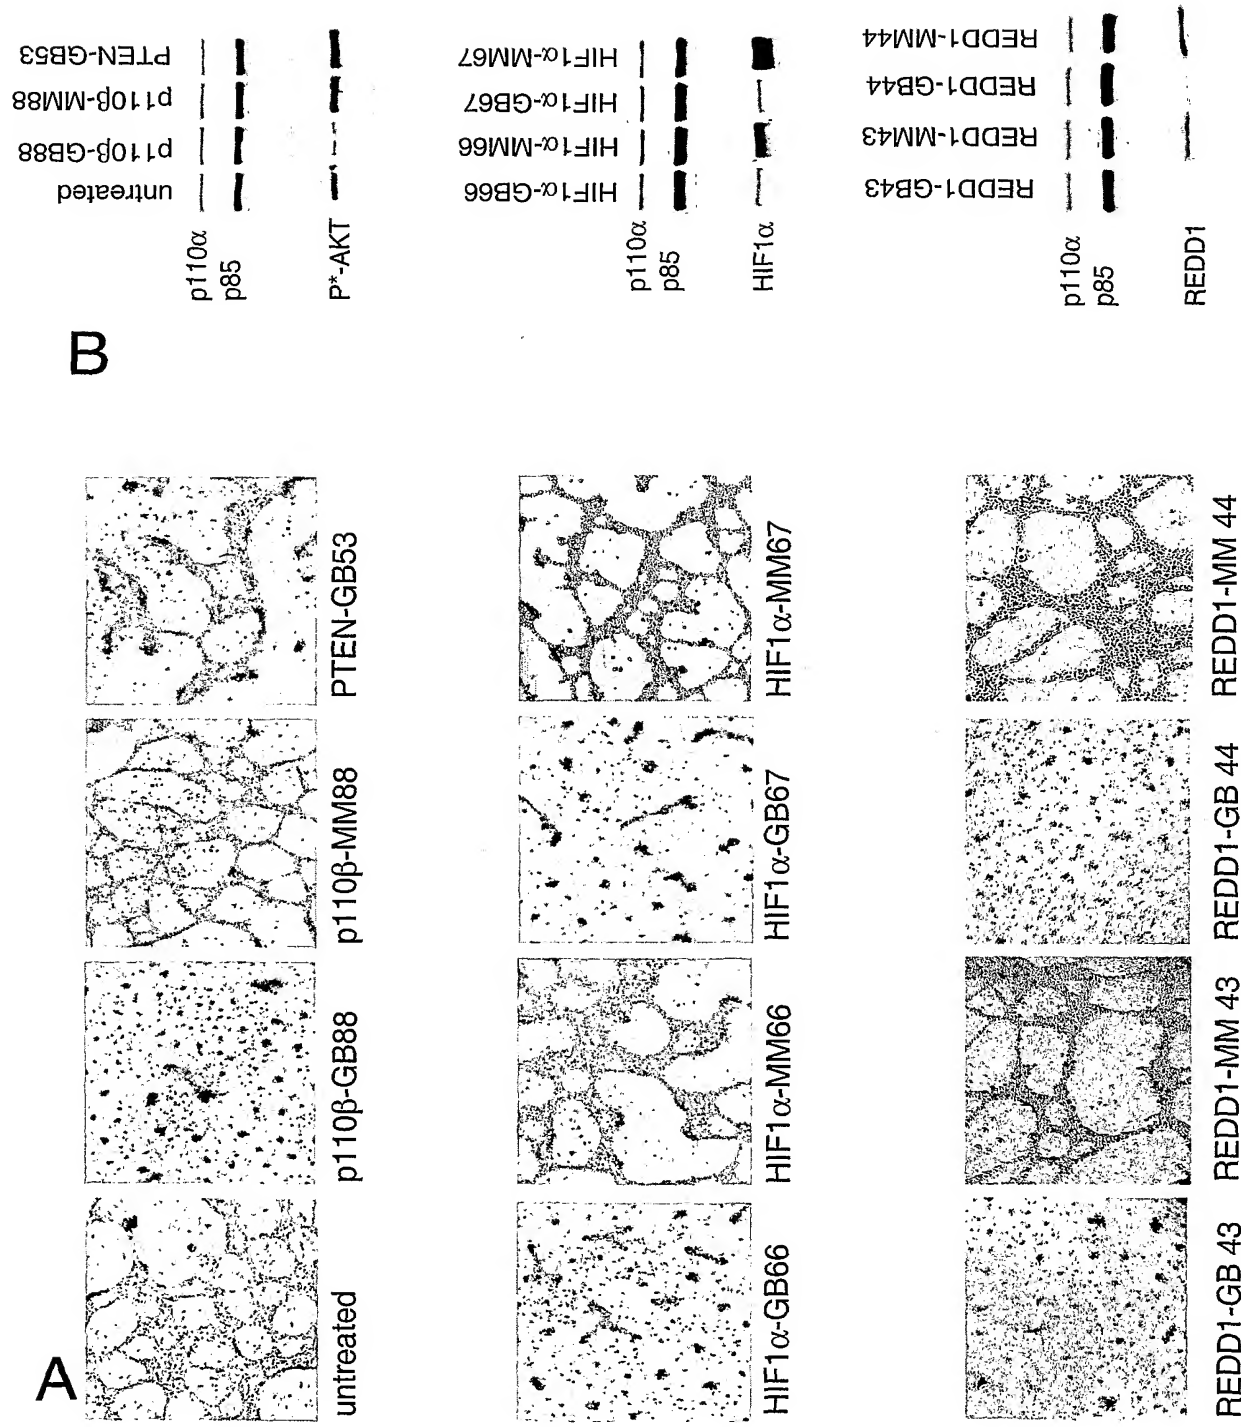 A
untreated
p110β-GB88
p110β-MM88
PTEN-GB53
HIF1α-GB66
HIF1α-MM66
HIF1α-GB67
HIF1α-MM67
REDD1-GB 43
REDD1-MM 43
REDD1-GB 44
REDD1-MM 44
B
untreated
p110β-GB88
p110β-MM88
PTEN-GB53
p110α
p85
P*-AKT
HIF1α-GB66
HIF1α-MM66
HIF1α-GB67
HIF1α-MM67
p110α
p85
HIF1α
REDD1-GB43
REDD1-MM43
REDD1-GB44
REDD1-MM44
p110α
p85
REDD1